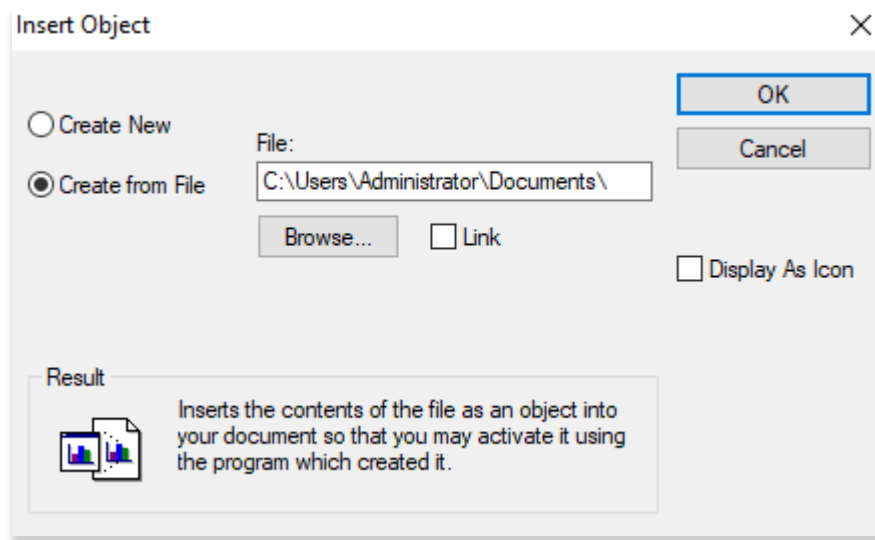 Insert Object
OK
Create New
File:
Cancel
Create from File
C:\Users\Administrator\Documents\
Browse...
Link
Display As Icon
Result
Inserts the contents of the file as an object into
your document so that you may activate it using
the program which created it.